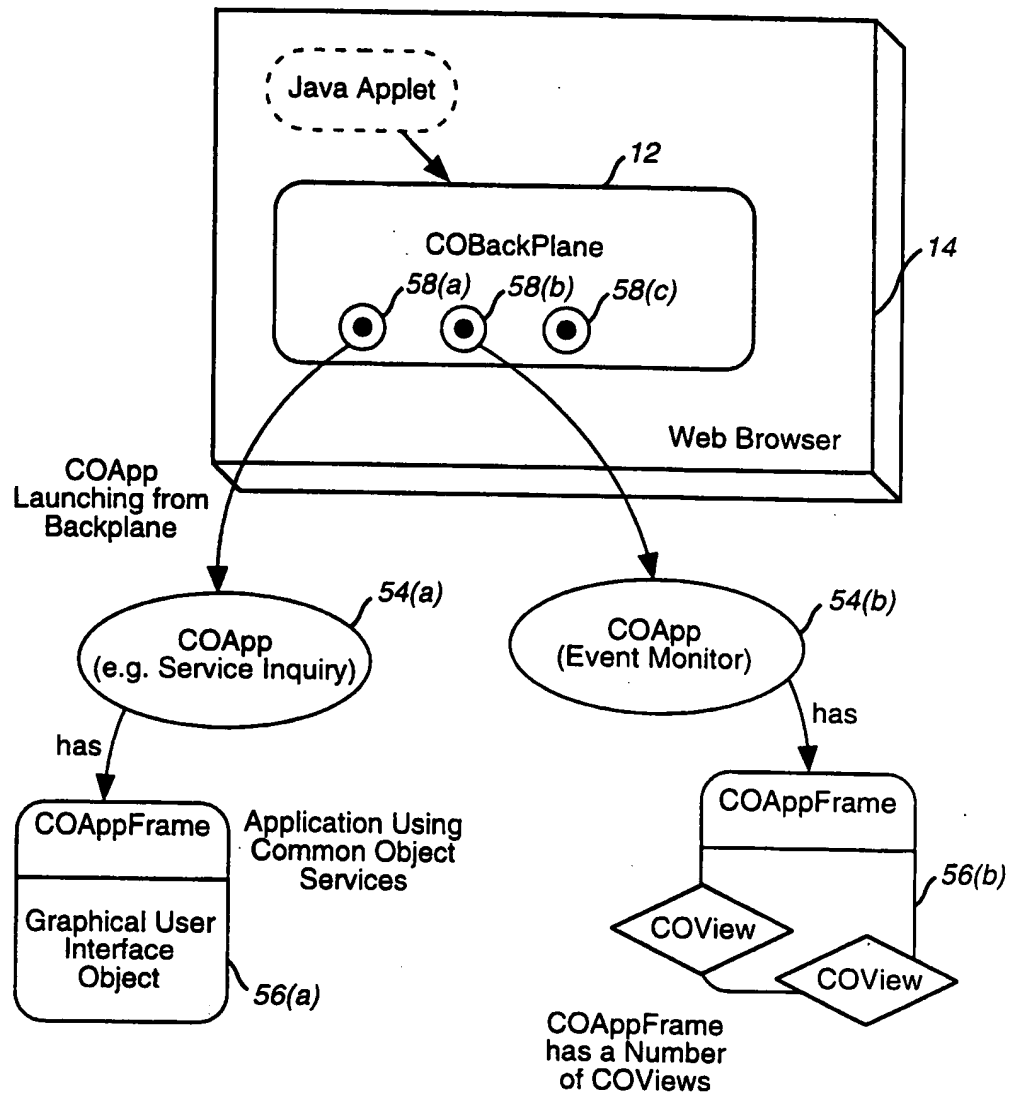 Java Applet
12
COBackPlane
14
58(a)
58(b)
58(c)
Web Browser
COApp
Launching from
Backplane
54(a)
COApp
(e.g. Service Inquiry)
54(b)
COApp
(Event Monitor)
has
has
COAppFrame
Application Using
Common Object
Services
Graphical User
Interface
Object
56(a)
COAppFrame
56(b)
COView
COView
COAppFrame
has a Number
of COViews